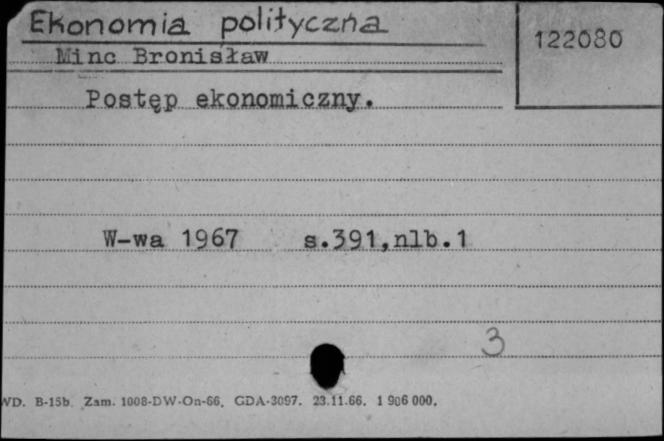 Ekonomia polityczna
122080
Minc Bronisław
Postęp ekonomiczny.
W-wa 1967 s.391,nlb.1
3
WD. B-15b. Zam. 1008-DW-On-66. GDA-3097. 23.11.66. 1 906 000.